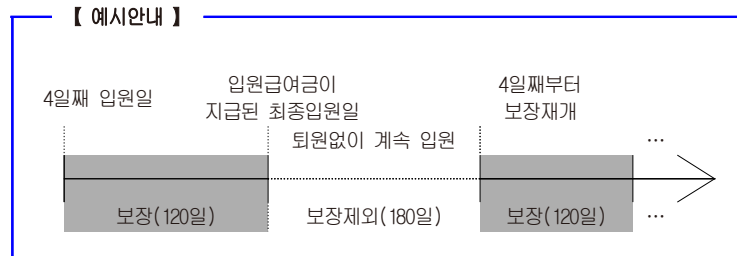 【 예시안내 】
4일째 입원일
입원급여금이
지급된 최종입원일
4일째부터
보장재개
퇴원없이 계속 입원
…
보장(120일)
보장제외(180일)
보장(120일)
…